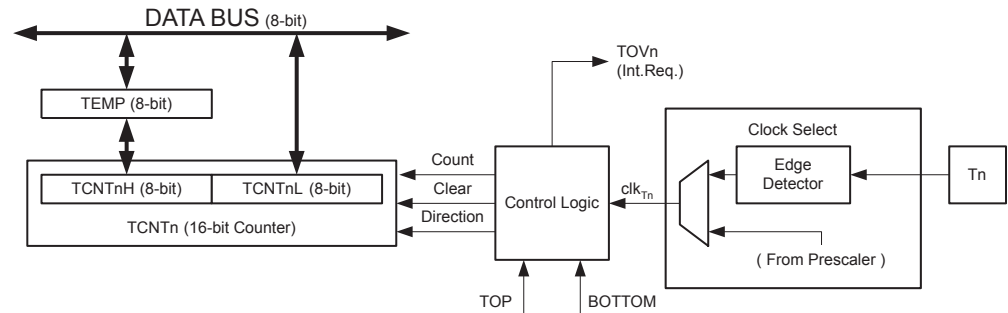 DATA BUS (8-bit)
TOVn
(Int.Req.)
TEMP (8-bit)
Clock Select
Count
Edge
Detector
Tn
TCNTnH (8-bit)
TCNTnL (8-bit)
Clear
Control Logic
clkTn
TCNTn (16-bit Counter)
Direction
( From Prescaler )
TOP
BOTTOM